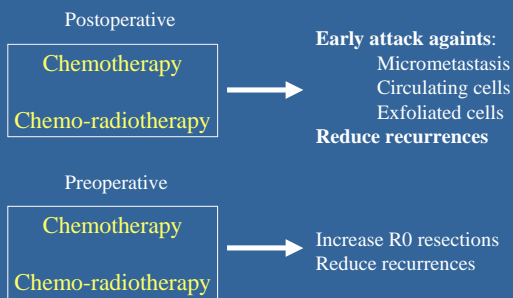 Postoperative
Chemotherapy
Chemo-radiotherapy
Early attack againts:
Micrometastasis
Circulating cells
Exfoliated cells
Reduce recurrences
Preoperative
Chemotherapy
Chemo-radiotherapy
Increase R0 resections
Reduce recurrences